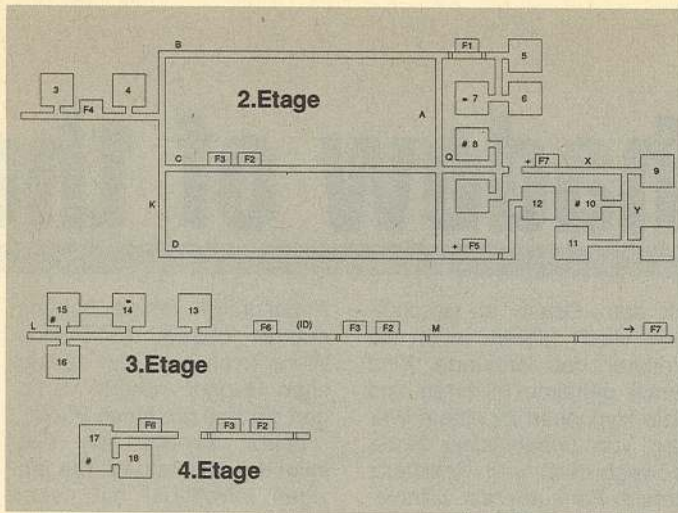 B
F1
5
3
4
F4
2.Etage
A
= 7
6
# 8
Q
C
F3
F2
+ F7
X
9
K
12
# 10
Y
D
+ F5
11
15
#
= 14
13
L
F6
(ID)
F3
F2
M
→ F7
16
3.Etage
17
#
F6
F3
F2
18
4.Etage